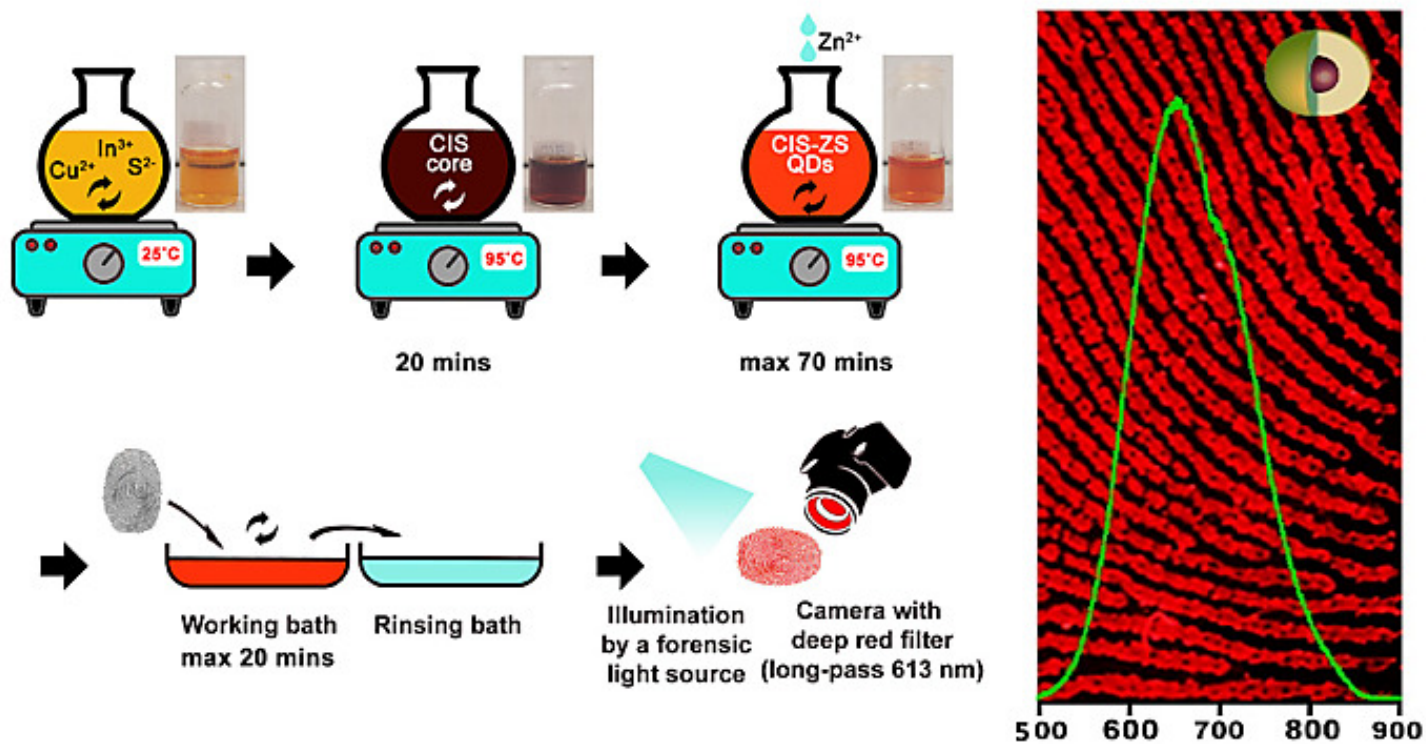 Zn²⁺
In³⁺
Cu²⁺ S²⁻
CIS
core
CIS-ZS
QDs
25°C
95°C
95°C
20 mins
max 70 mins
Working bath
max 20 mins
Rinsing bath
Illumination
by a forensic
light source
Camera with
deep red filter
(long-pass 613 nm)
500 600 700 800 900